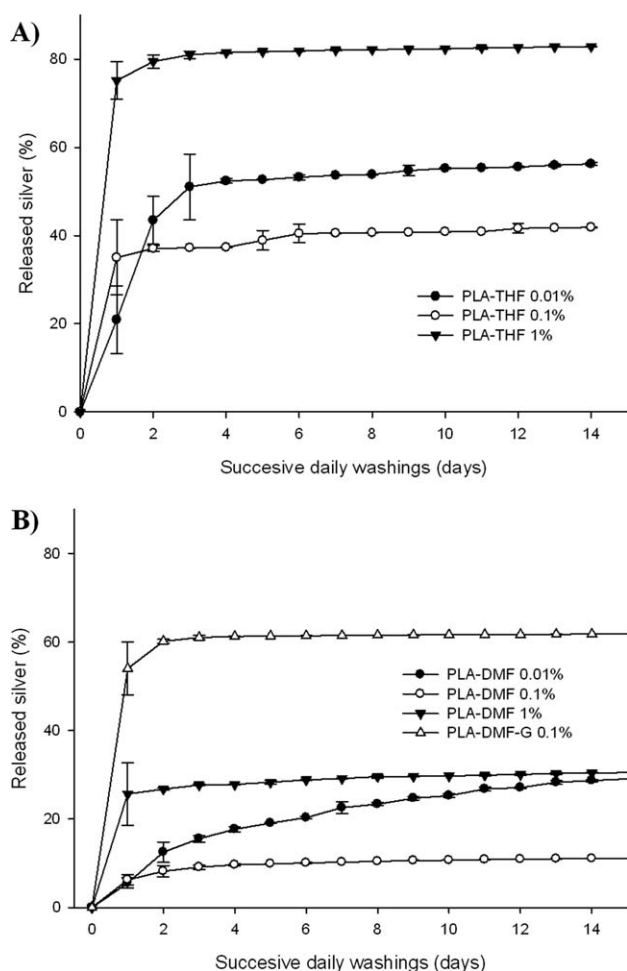 A)
80
60
40
20
0
Released silver (%)
PLA-THF 0.01%
PLA-THF 0.1%
PLA-THF 1%
0 2 4 6 8 10 12 14
Succesive daily washings (days)
B)
80
60
40
20
0
Released silver (%)
PLA-DMF 0.01%
PLA-DMF 0.1%
PLA-DMF 1%
PLA-DMF-G 0.1%
0 2 4 6 8 10 12 14
Succesive daily washings (days)